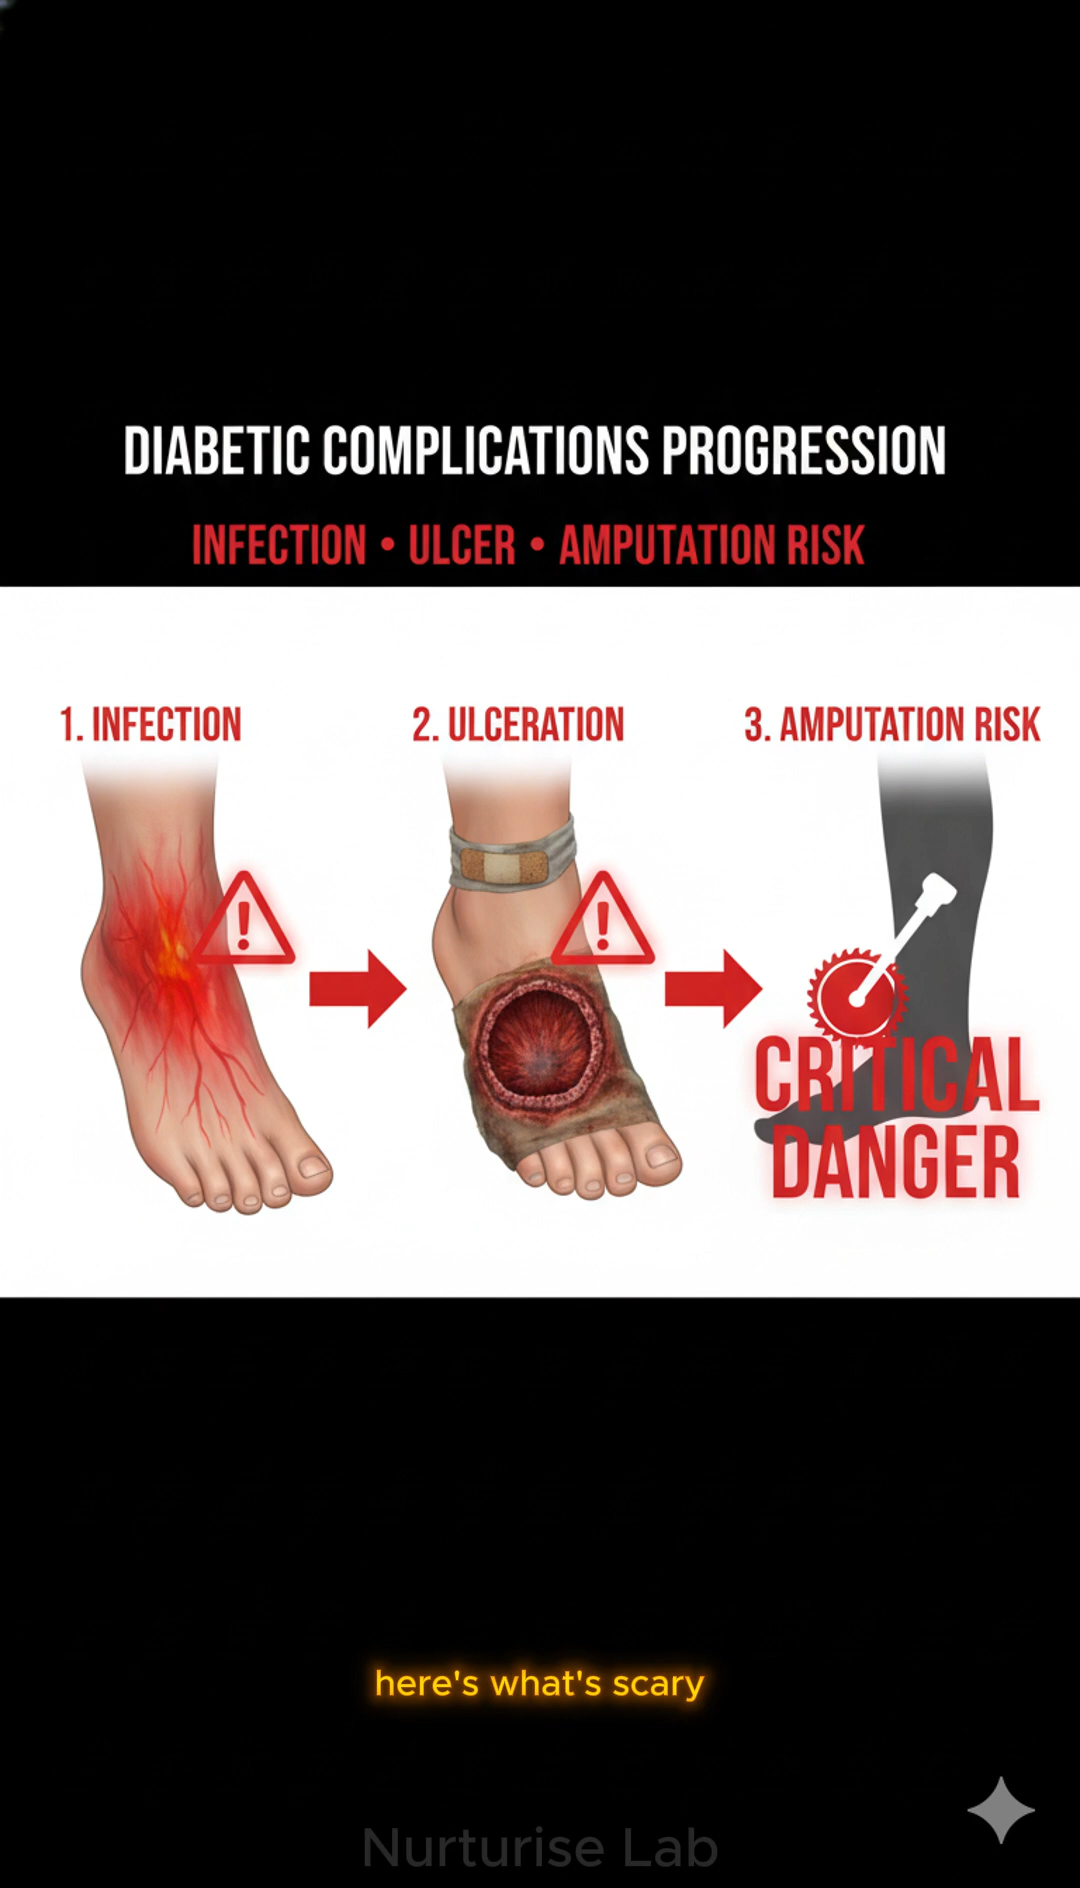 DIABETIC COMPLICATIONS PROGRESSION
INFECTION • ULCER • AMPUTATION RISK
1. INFECTION
2. ULCERATION
3. AMPUTATION RISK
!
!
CRITICAL
DANGER
here's what's scary
Nurturise Lab